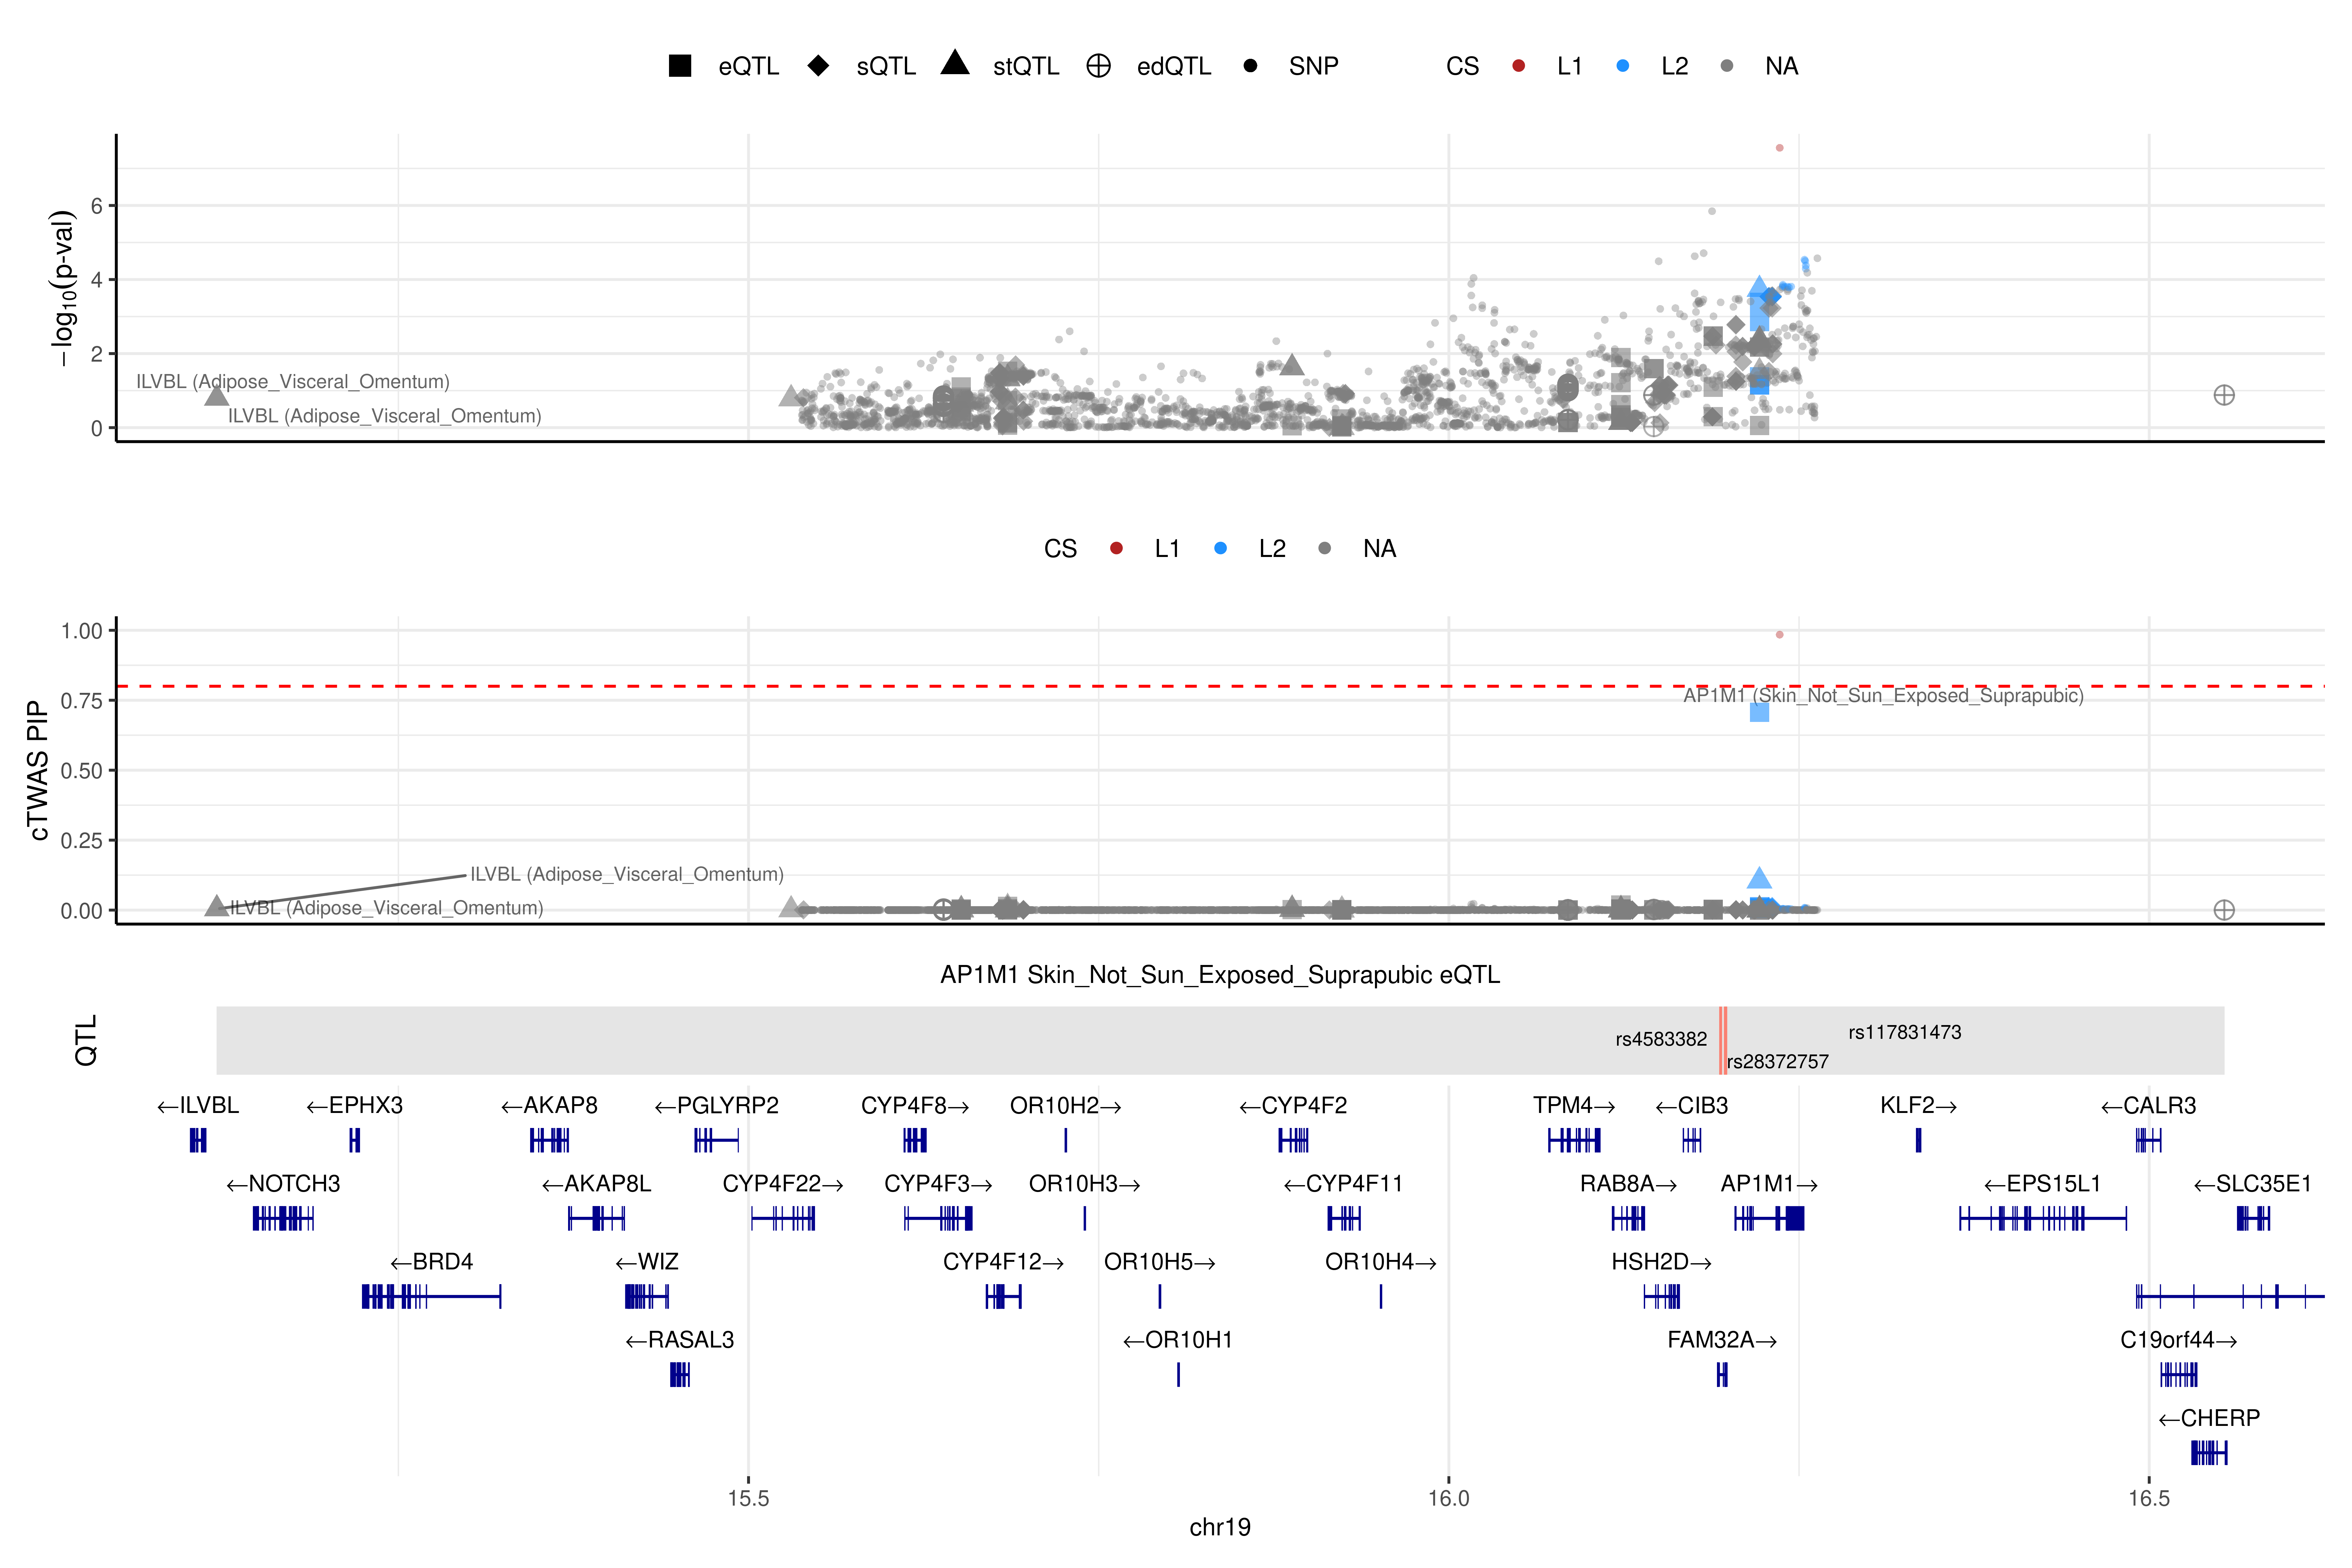 eQTL sQTL stQTL edQTL SNP CS L1 L2 NA
−log10(p-val)
6
4
2
0
ILVBL (Adipose_Visceral_Omentum)
ILVBL (Adipose_Visceral_Omentum)
CS L1 L2 NA
cTWAS PIP
1.00
0.75
0.50
0.25
0.00
AP1M1 (Skin_Not_Sun_Exposed_Suprapubic)
ILVBL (Adipose_Visceral_Omentum)
ILVBL (Adipose_Visceral_Omentum)
AP1M1 Skin_Not_Sun_Exposed_Suprapubic eQTL
QTL
rs4583382
rs117831473
rs28372757
←ILVBL ←EPHX3 ←AKAP8 ←PGLYRP2 CYP4F8→ OR10H2→ ←CYP4F2 TPM4→ ←CIB3 KLF2→ ←CALR3
←NOTCH3 ←AKAP8L CYP4F22→ CYP4F3→ OR10H3→ ←CYP4F11 RAB8A→ AP1M1→ ←EPS15L1 ←SLC35E1
←BRD4 ←WIZ CYP4F12→ OR10H5→ OR10H4→ HSH2D→
←RASAL3 ←OR10H1 FAM32A→ C19orf44→
←CHERP
15.5 16.0 16.5
chr19